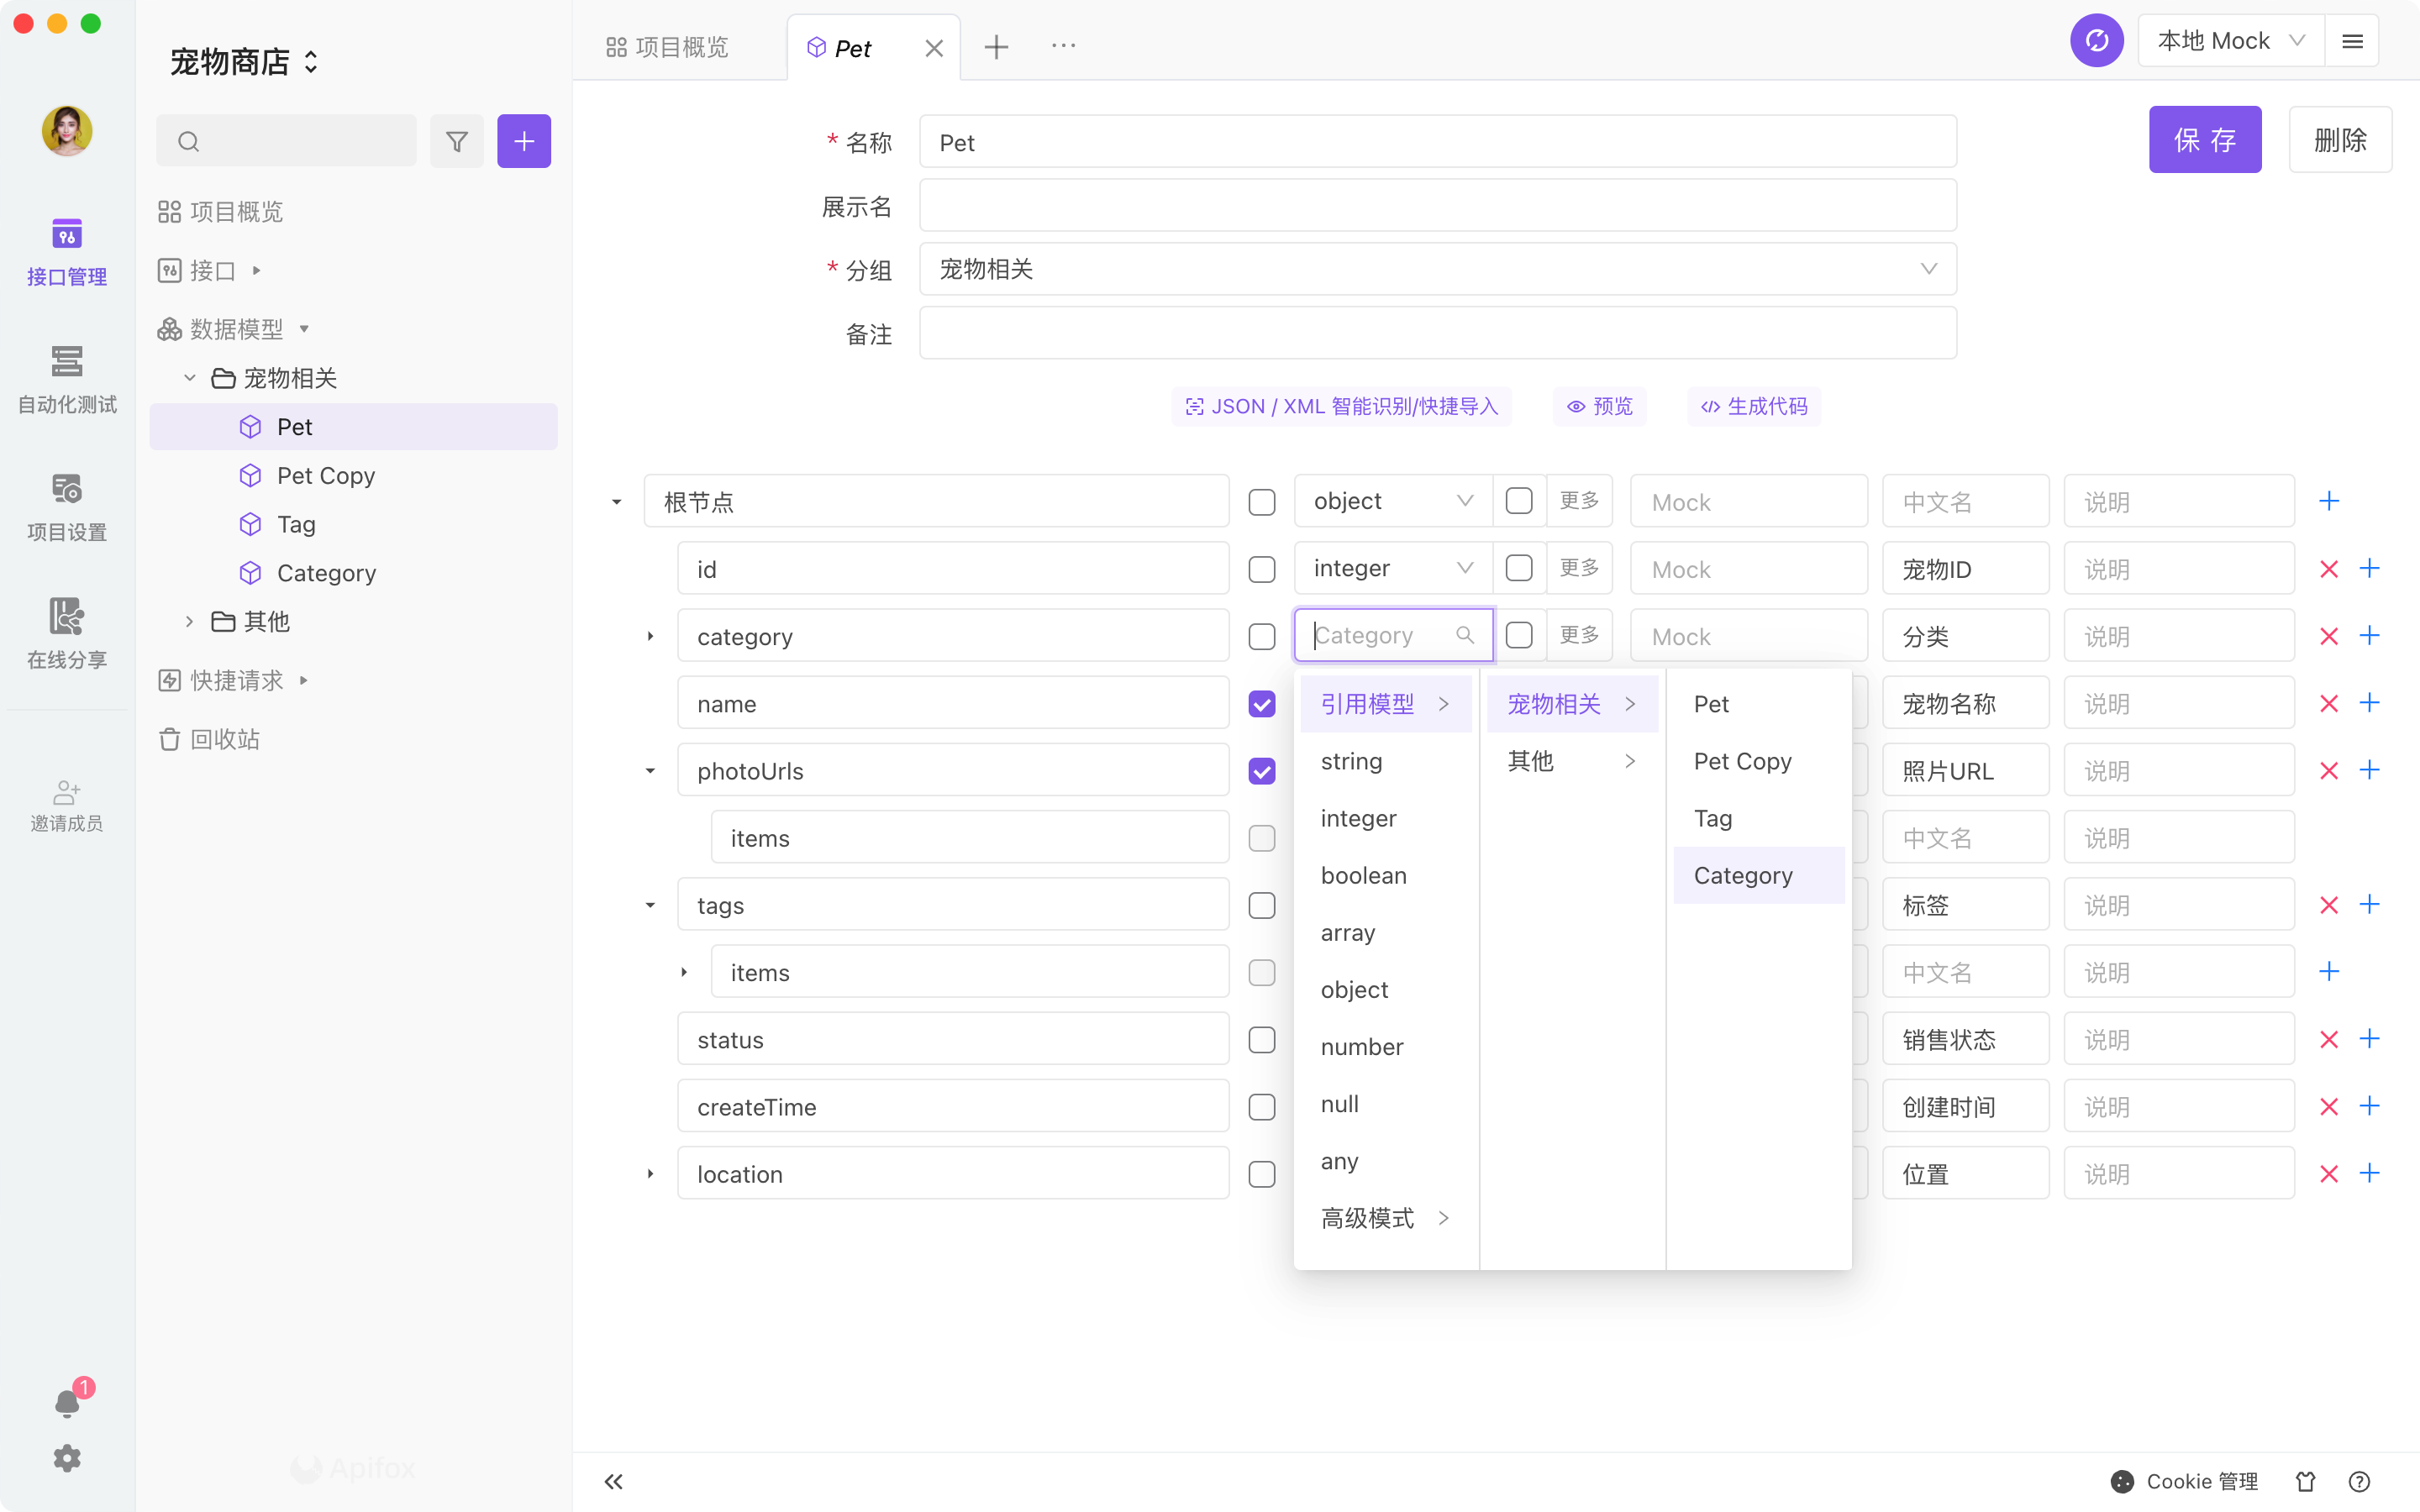 宠物商店
项目概览
Pet
本地 Mock
接口管理
自动化测试
项目设置
在线分享
邀请成员
1
项目概览
接口
数据模型
宠物相关
Pet
Pet Copy
Tag
Category
其他
快捷请求
回收站
Apifox
* 名称
Pet
保 存
删除
展示名
* 分组
宠物相关
备注
JSON / XML 智能识别/快捷导入
预览
生成代码
根节点
object
更多
Mock
中文名
说明
id
integer
更多
Mock
宠物ID
说明
category
Category
更多
Mock
分类
说明
name
宠物名称
说明
photoUrls
照片URL
说明
items
中文名
说明
tags
标签
说明
items
中文名
说明
status
销售状态
说明
createTime
创建时间
说明
location
位置
说明
引用模型
string
integer
boolean
array
object
number
null
any
高级模式
宠物相关
其他
Pet
Pet Copy
Tag
Category
Cookie 管理